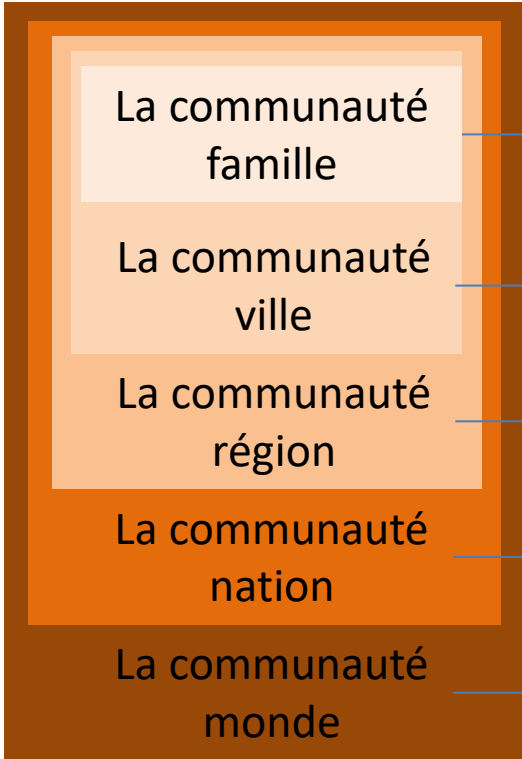 La communauté
famille
La communauté
ville
La communauté
région
La communauté
nation
La communauté
monde